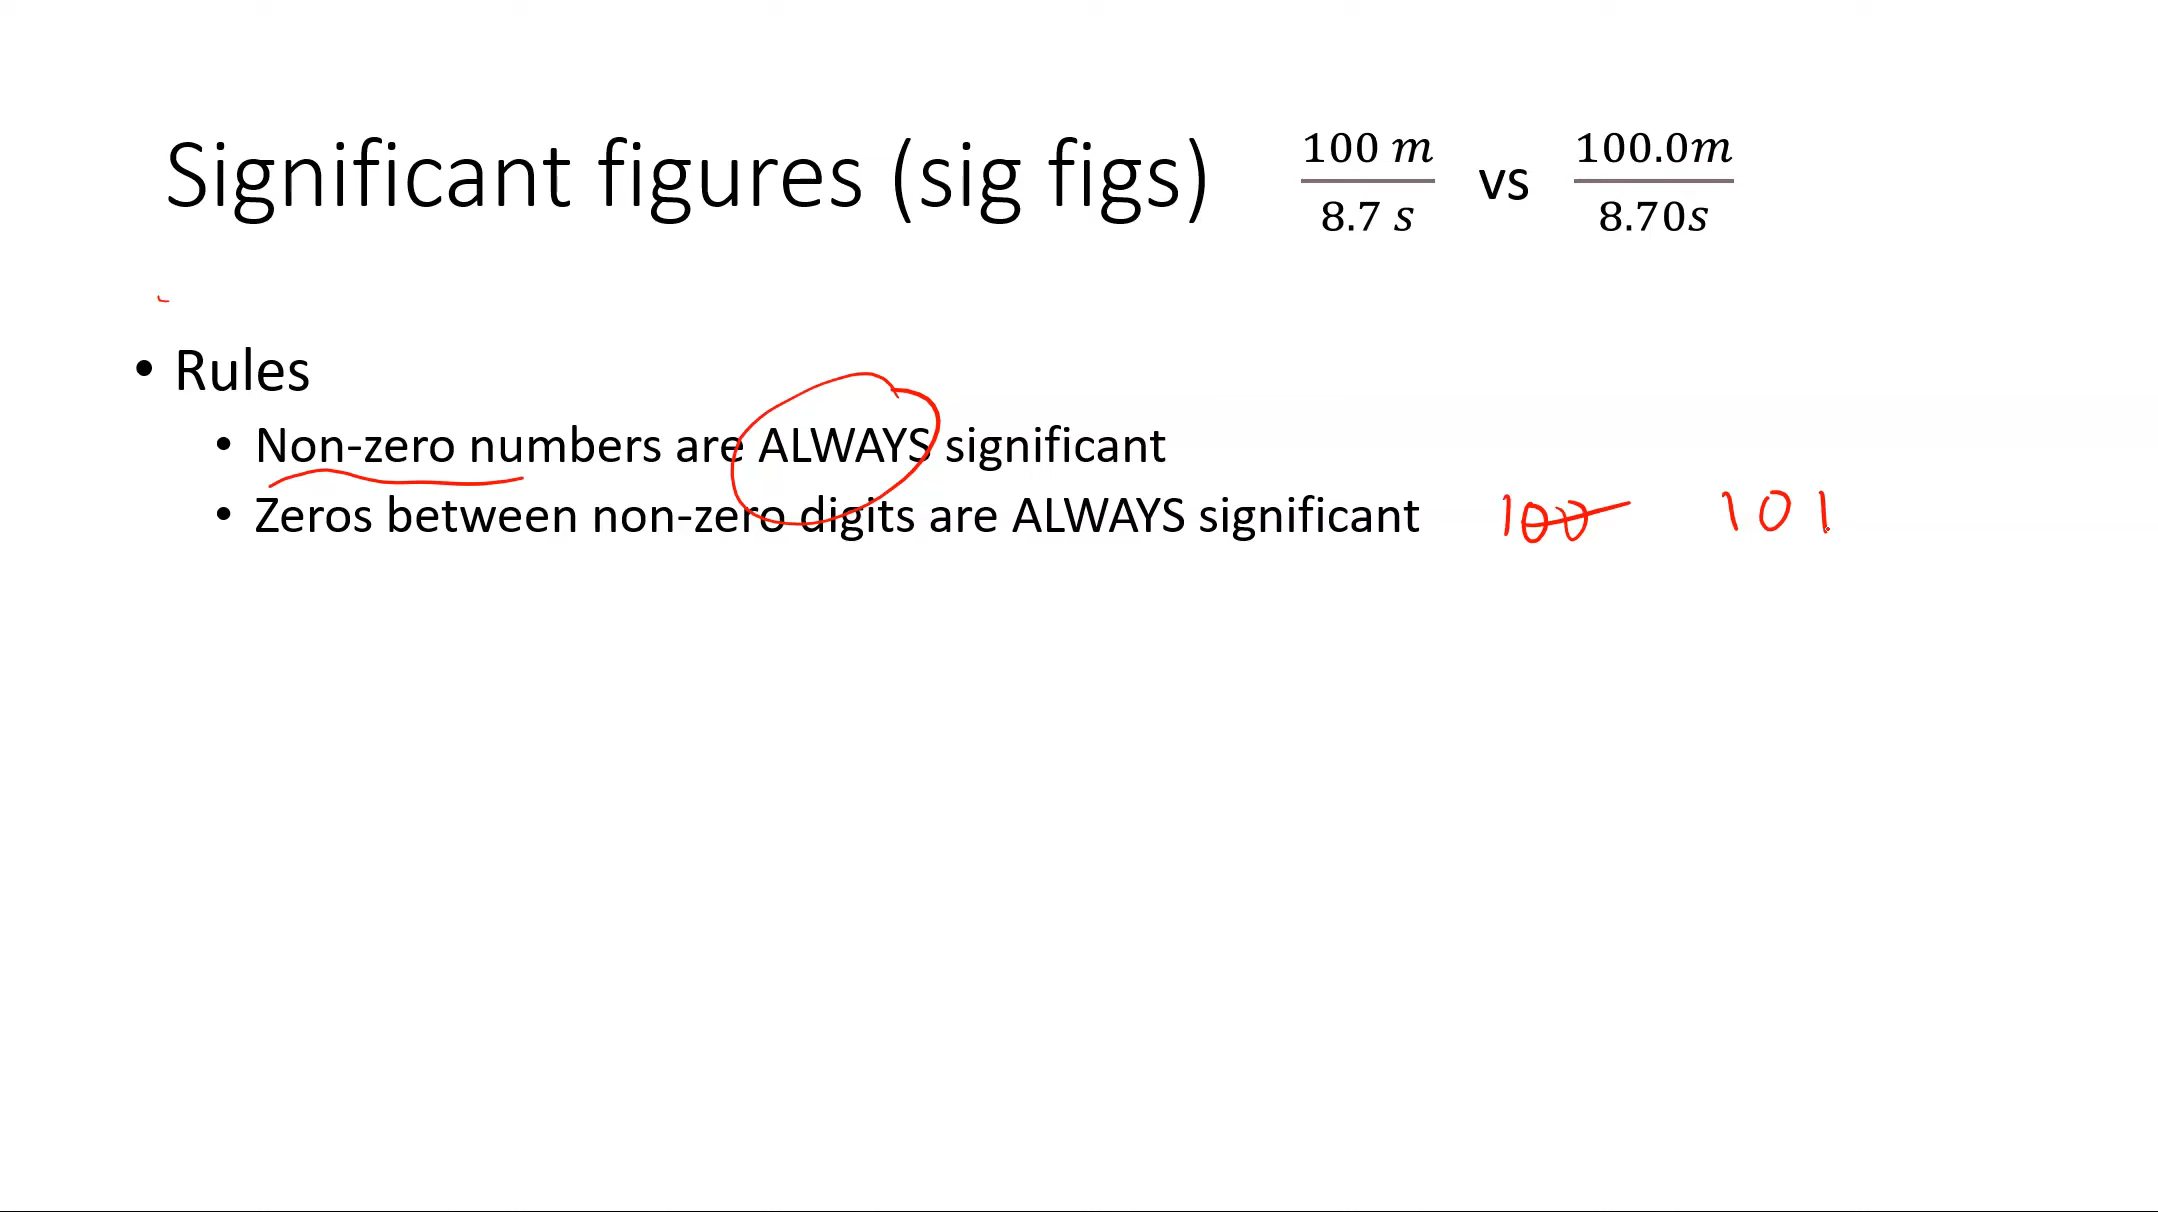 Significant figures (sig figs) 100 m / 8.7 s vs 100.0m / 8.70s
• Rules
• Non-zero numbers are ALWAYS significant
• Zeros between non-zero digits are ALWAYS significant 100 101